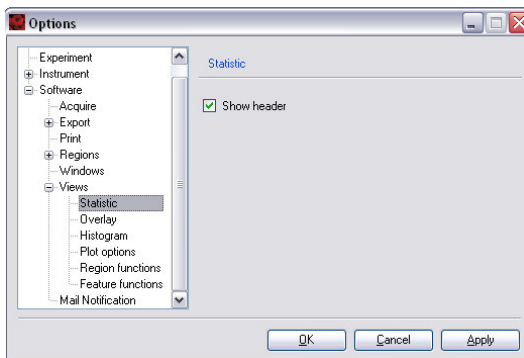 Options
Experiment
Instrument
Software
Acquire
Export
Print
Regions
Windows
Views
Statistic
Overlay
Histogram
Plot options
Region functions
Feature functions
Mail Notification
Statistic
Show header
OK
Cancel
Apply